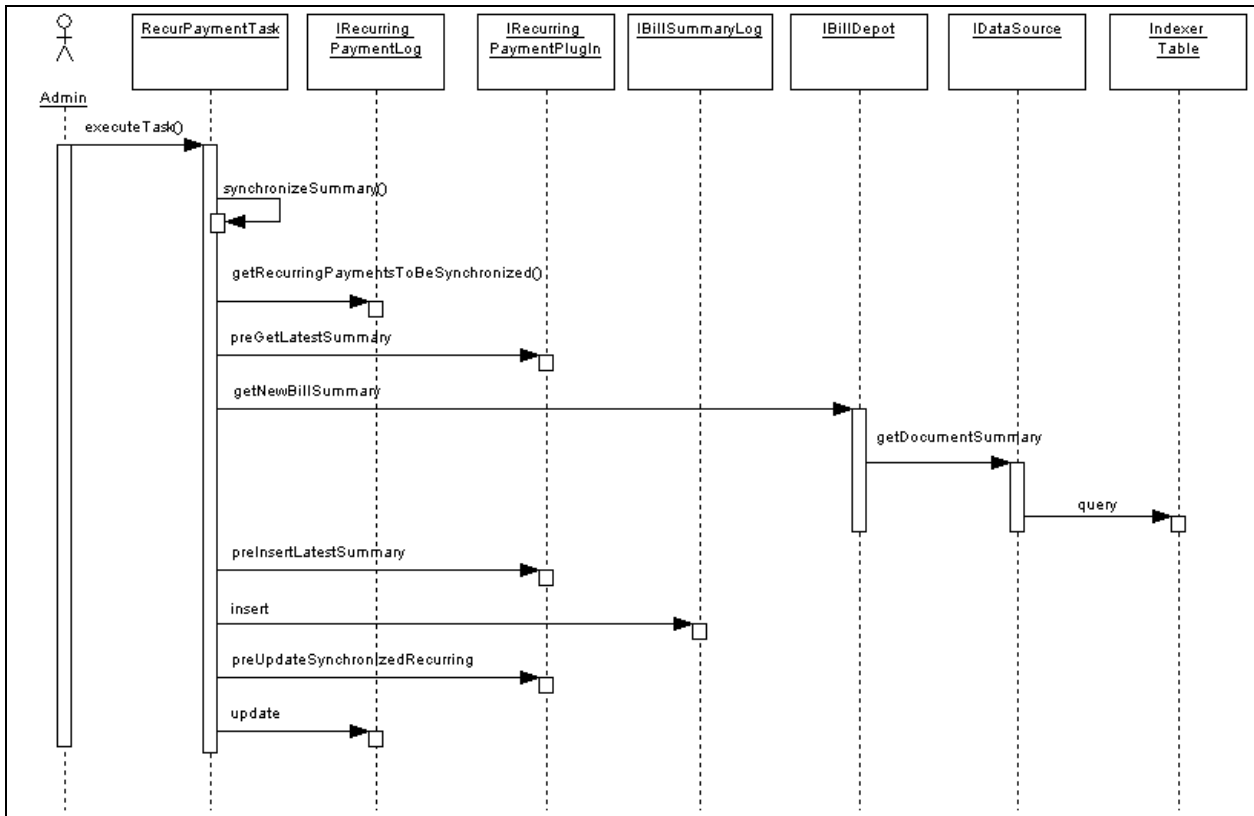 RecurPaymentTask
IRecurring
PaymentLog
IRecurring
PaymentPlugIn
IBillSummaryLog
IBillDepot
IDataSource
Indexer
Table
Admin
executeTask()
synchronizeSummary()
getRecurringPaymentsToBeSynchronized()
preGetLatestSummary
getNewBillSummary
getDocumentSummary
query
preInsertLatestSummary
insert
preUpdateSynchronizedRecurring
update